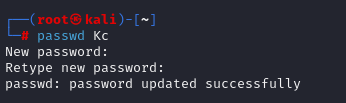 ┌──(root㉿kali)-[~]
└─# passwd Kc
New password:
Retype new password:
passwd: password updated successfully